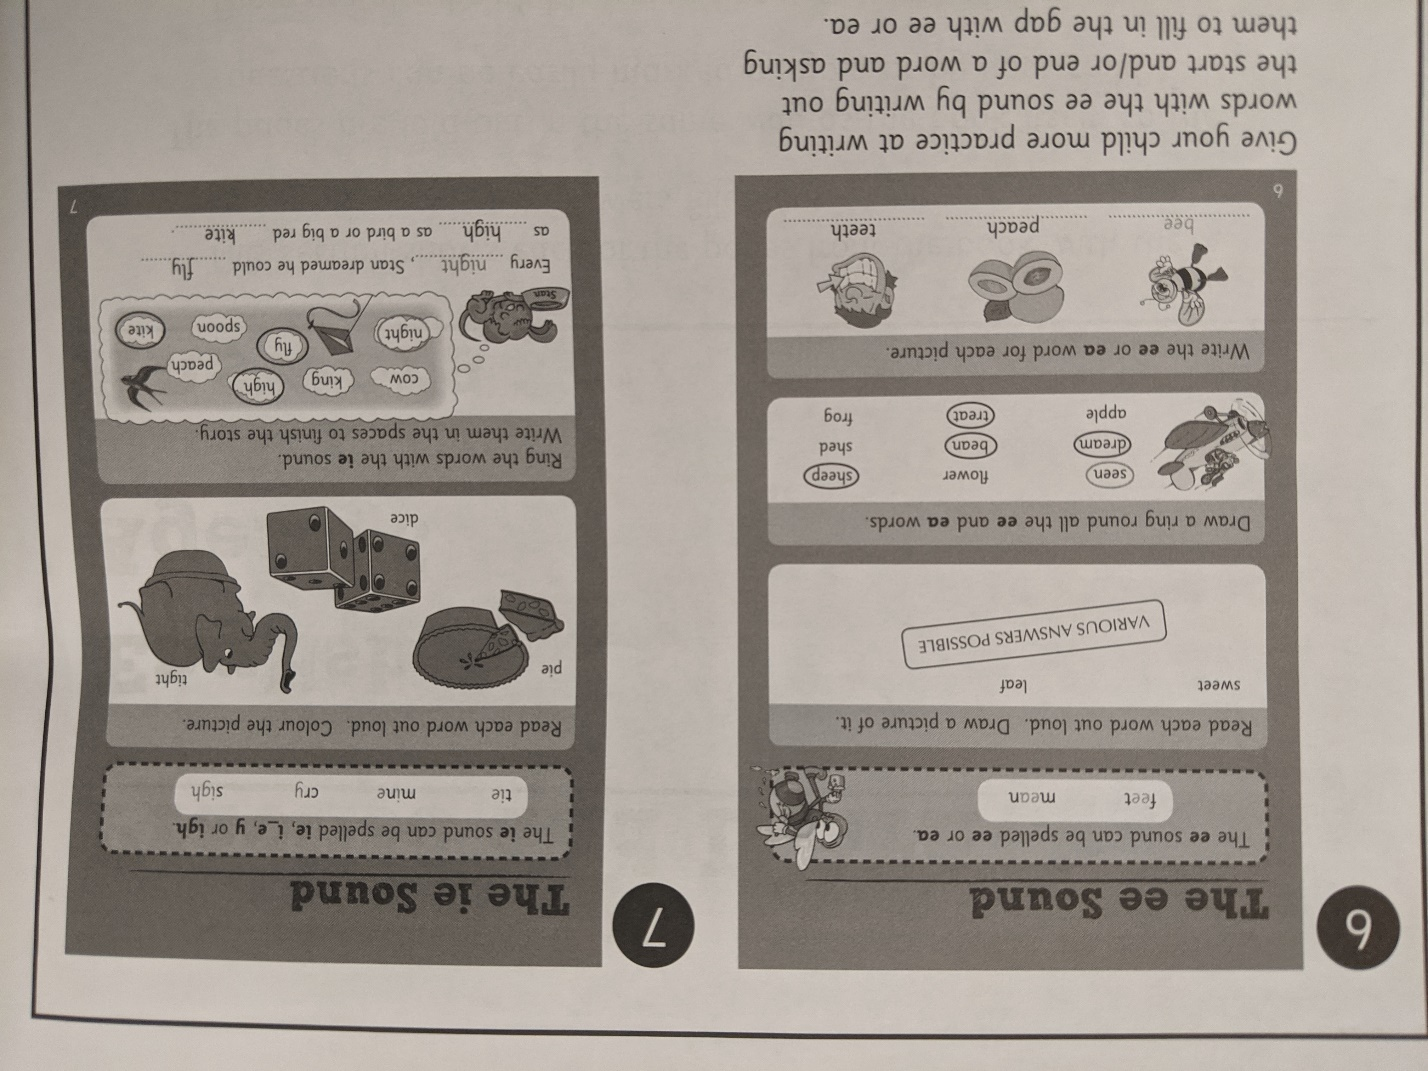 6
The ee Sound
The ee sound can be spelled ee or ea.
feet mean
Read each word out loud. Draw a picture of it.
sweet leaf
VARIOUS ANSWERS POSSIBLE
Draw a ring round all the ee and ea words.
seen flower sheep
dream bean shed
apple treat frog
Write the ee or ea word for each picture.
bee peach teeth
6
Give your child more practice at writing
words with the ee sound by writing out
the start and/or end of a word and asking
them to fill in the gap with ee or ea.
7
The ie Sound
The ie sound can be spelled ie, i_e, y or igh.
tie mine cry sigh
Read each word out loud. Colour the picture.
pie
tight
dice
Ring the words with the ie sound.
Write them in the spaces to finish the story.
cow king high peach
night fly spoon kite
Stan
Every night, Stan dreamed he could fly
as high as a bird or a big red kite.
7